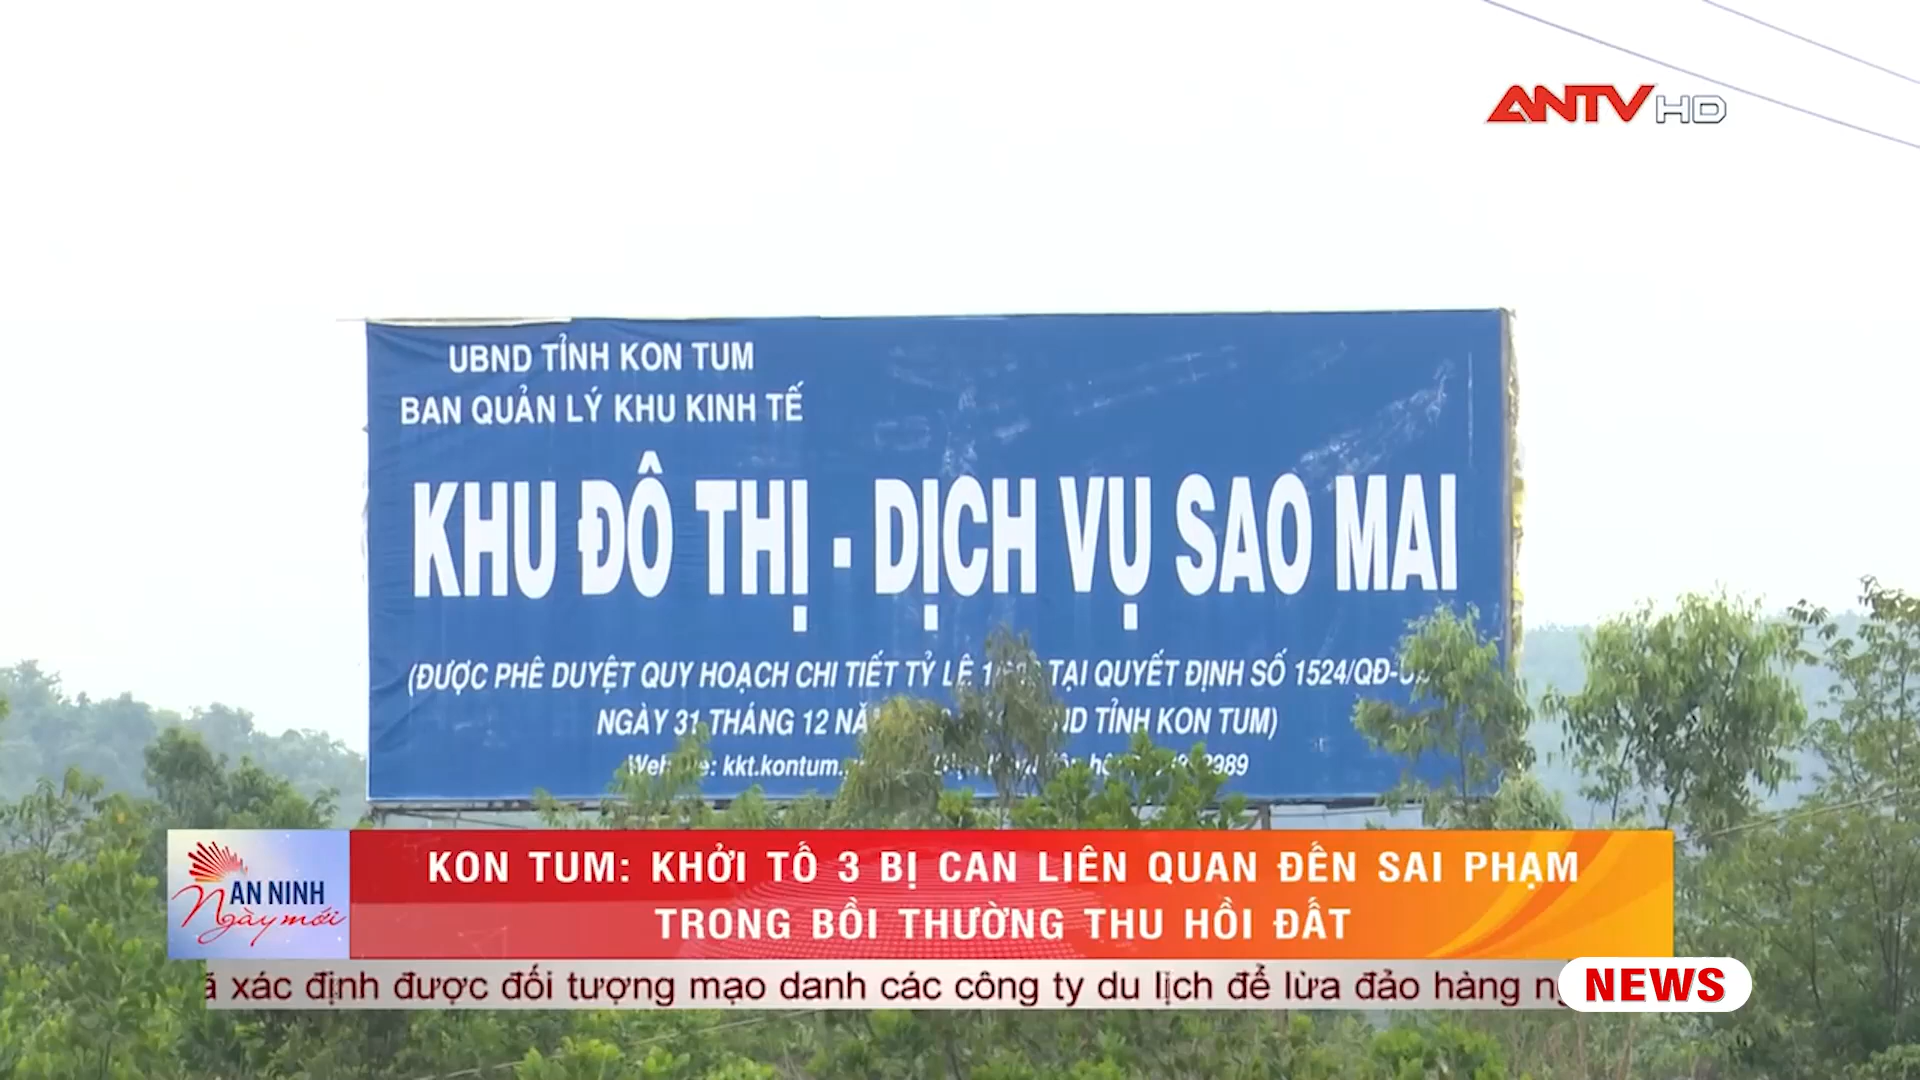 ANTV HD
UBND TỈNH KON TUM
BAN QUẢN LÝ KHU KINH TẾ
KHU ĐÔ THỊ - DỊCH VỤ SAO MAI
(ĐƯỢC PHÊ DUYỆT QUY HOẠCH CHI TIẾT TỶ LỆ TẠI QUYẾT ĐỊNH SỐ
NGÀY 31 THÁNG 12 TỈNH KON TUM)
AN NINH
Ngày mới
KON TUM: KHỞI TỐ 3 BỊ CAN LIÊN QUAN ĐẾN SAI PHẠM
TRONG BỒI THƯỜNG THU HỒI ĐẤT
xác định được đối tượng mạo danh các công ty du lịch để lừa đảo hàng
NEWS